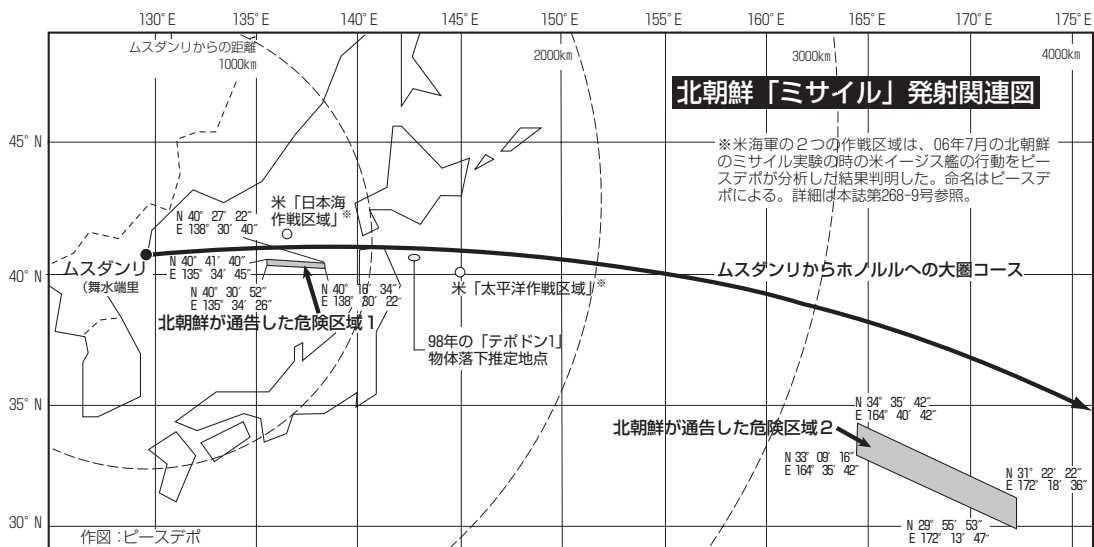 130° E
135° E
140° E
145° E
150° E
155° E
160° E
165° E
170° E
175° E
ムスダンリからの距離
1000km
2000km
3000km
4000km
北朝鮮「ミサイル」発射関連図
※米海軍の２つの作戦区域は、06年7月の北朝鮮
のミサイル実験の時の米イージス艦の行動をピー
スデポが分析した結果判明した。命名はピースデ
ポによる。詳細は本誌第268-9号参照。
45° N
40° N
35° N
30° N
米「日本海
作戦区域」※
N 40° 27′ 22″
E 138° 30′ 40″
N 40° 41′ 40″
E 135° 34′ 45″
ムスダンリ
(舞水端里
N 40° 30′ 52″
E 135° 34′ 26″
N 40° 16′ 34″
E 138° 30′ 22″
北朝鮮が通告した危険区域１
米「太平洋作戦区域」※
ムスダンリからホノルルへの大圏コース
98年の「テポドン1」
物体落下推定地点
N 34° 35′ 42″
E 164° 40′ 42″
北朝鮮が通告した危険区域２
N 33° 09′ 16″
E 164° 35′ 42″
N 31° 22′ 22″
E 172° 18′ 36″
N 29° 55′ 53″
E 172° 13′ 47″
作図：ピースデポ